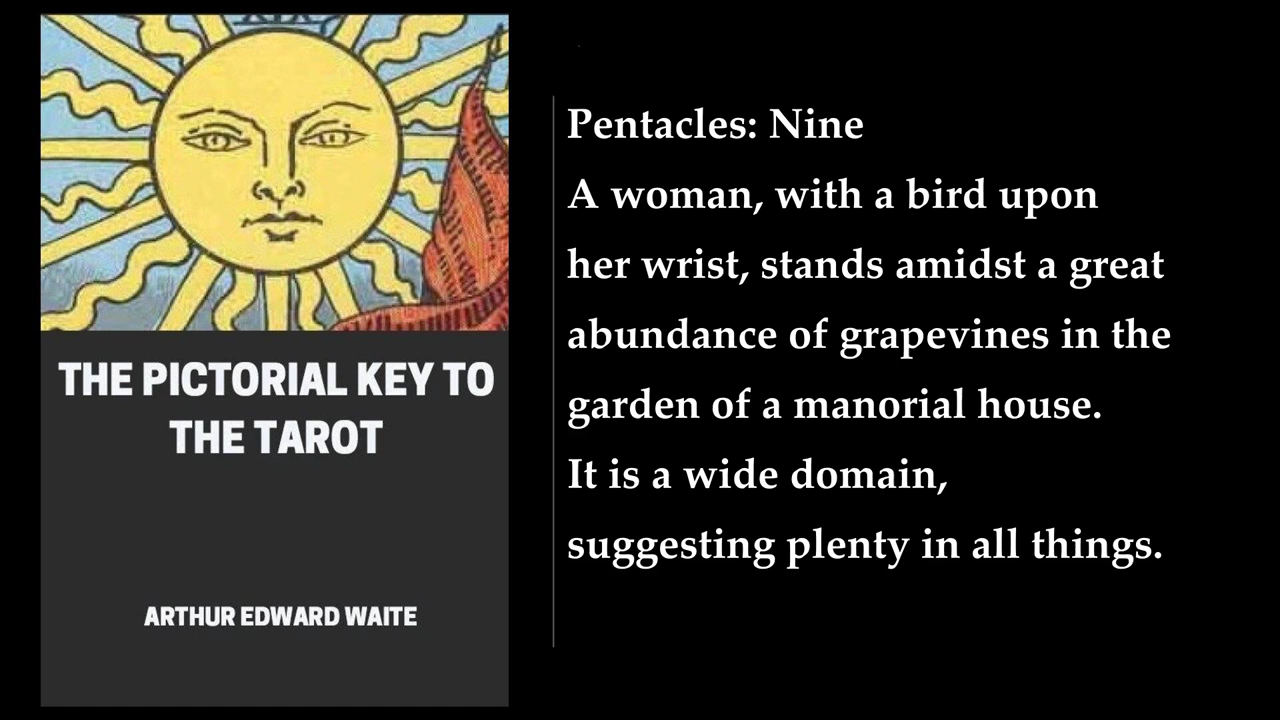 XIX
THE PICTORIAL KEY TO
THE TAROT
ARTHUR EDWARD WAITE
Pentacles: Nine
A woman, with a bird upon
her wrist, stands amidst a great
abundance of grapevines in the
garden of a manorial house.
It is a wide domain,
suggesting plenty in all things.